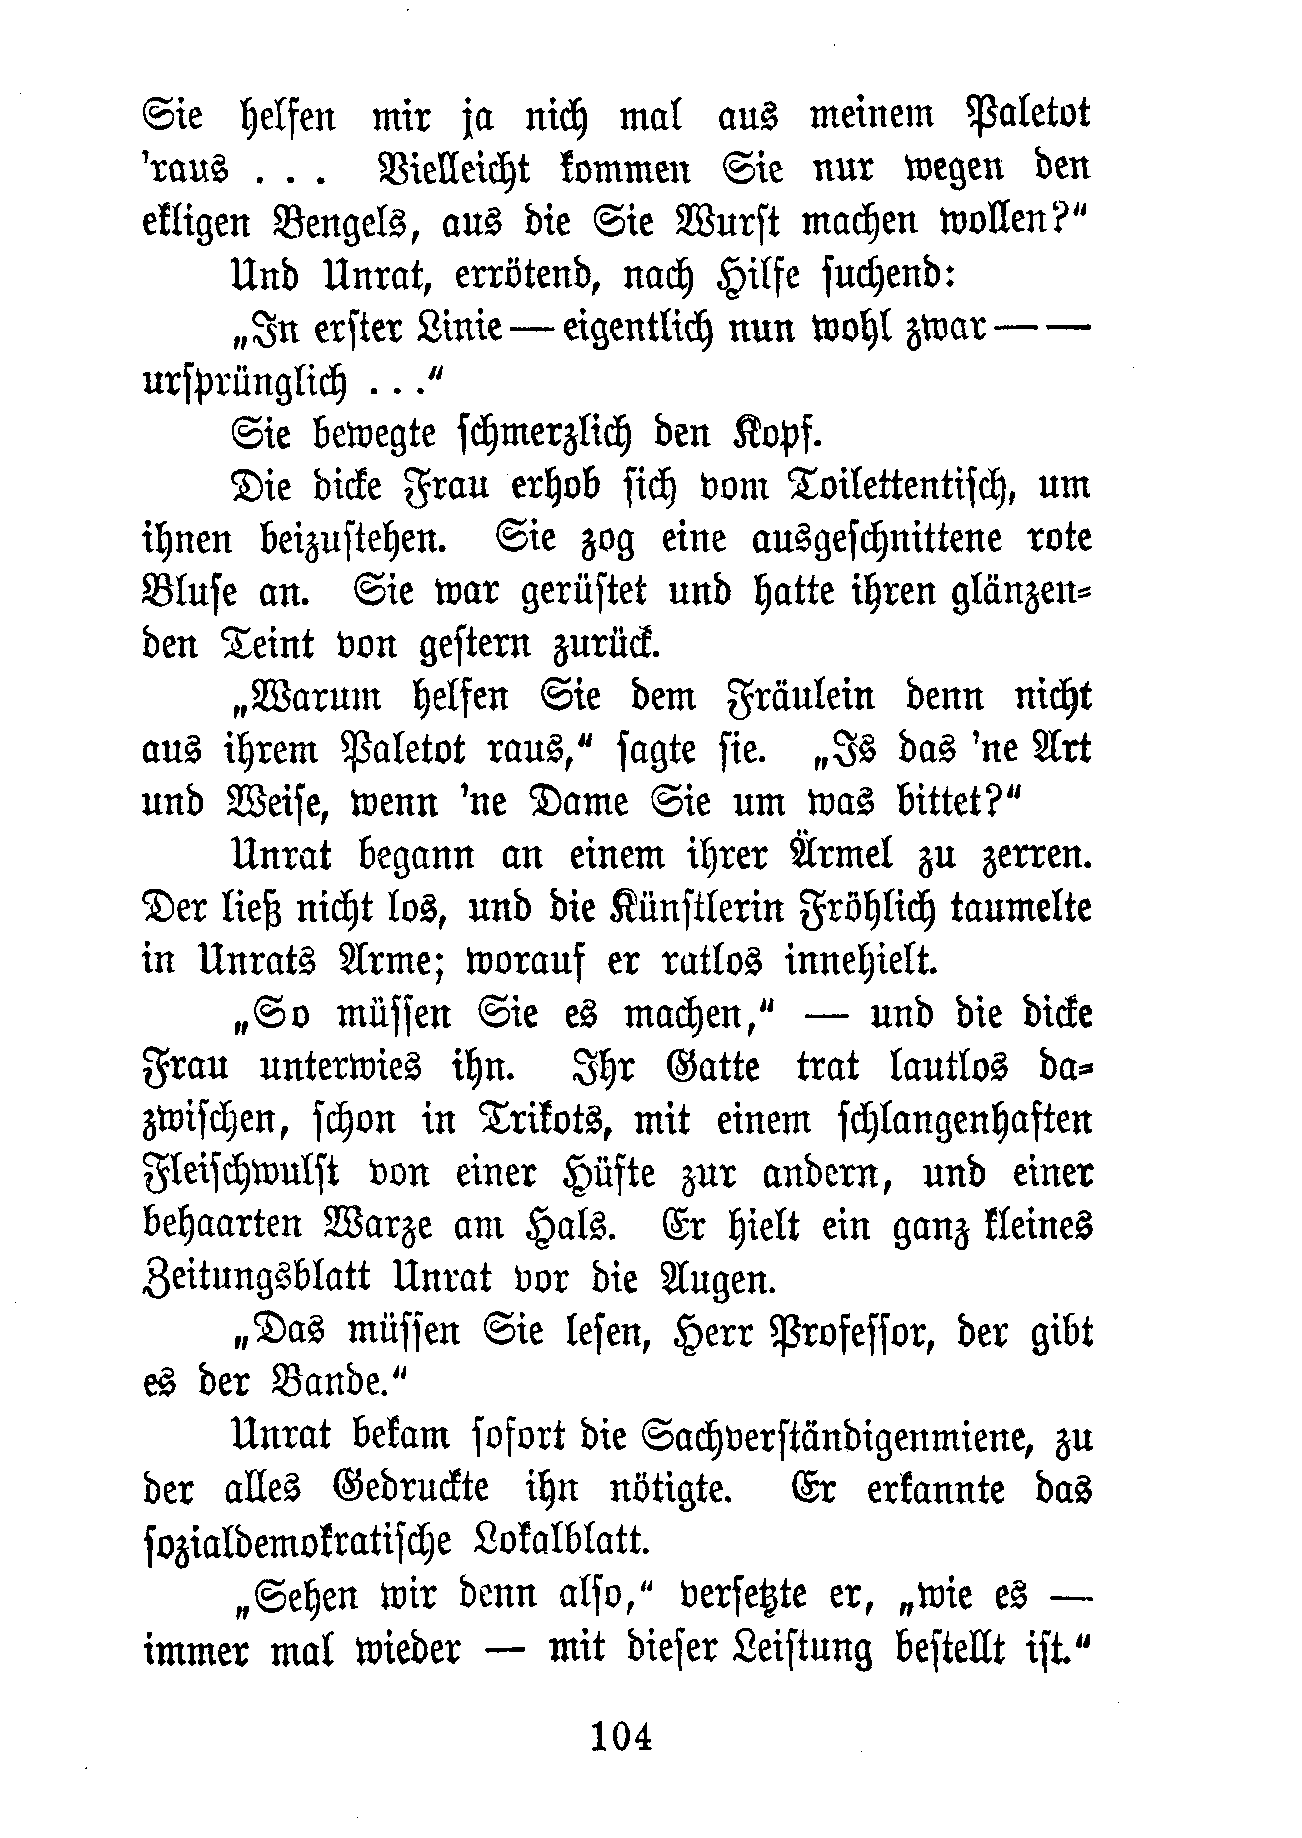 Sie helfen mir ja nich mal aus meinem Paletot
’raus . . . Vielleicht kommen Sie nur wegen den
ekligen Bengels, aus die Sie Wurst machen wollen?“
Und Unrat, errötend, nach Hilfe suchend:
„In erster Linie — eigentlich nun wohl zwar — —
ursprünglich . . .“
Sie bewegte schmerzlich den Kopf.
Die dicke Frau erhob sich vom Toilettentisch, um
ihnen beizustehen. Sie zog eine ausgeschnittene rote
Bluse an. Sie war gerüstet und hatte ihren glänzen-
den Teint von gestern zurück.
„Warum helfen Sie dem Fräulein denn nicht
aus ihrem Paletot raus,“ sagte sie. „Is das ’ne Art
und Weise, wenn ’ne Dame Sie um was bittet?“
Unrat begann an einem ihrer Ärmel zu zerren.
Der ließ nicht los, und die Künstlerin Fröhlich taumelte
in Unrats Arme; worauf er ratlos innehielt.
„So müssen Sie es machen,“ — und die dicke
Frau unterwies ihn. Ihr Gatte trat lautlos da-
zwischen, schon in Trikots, mit einem schlangenhaften
Fleischwulst von einer Hüfte zur andern, und einer
behaarten Warze am Hals. Er hielt ein ganz kleines
Zeitungsblatt Unrat vor die Augen.
„Das müssen Sie lesen, Herr Professor, der gibt
es der Bande.“
Unrat bekam sofort die Sachverständigenmiene, zu
der alles Gedruckte ihn nötigte. Er erkannte das
sozialdemokratische Lokalblatt.
„Sehen wir denn also,“ versetzte er, „wie es —
immer mal wieder — mit dieser Leistung bestellt ist.“
104